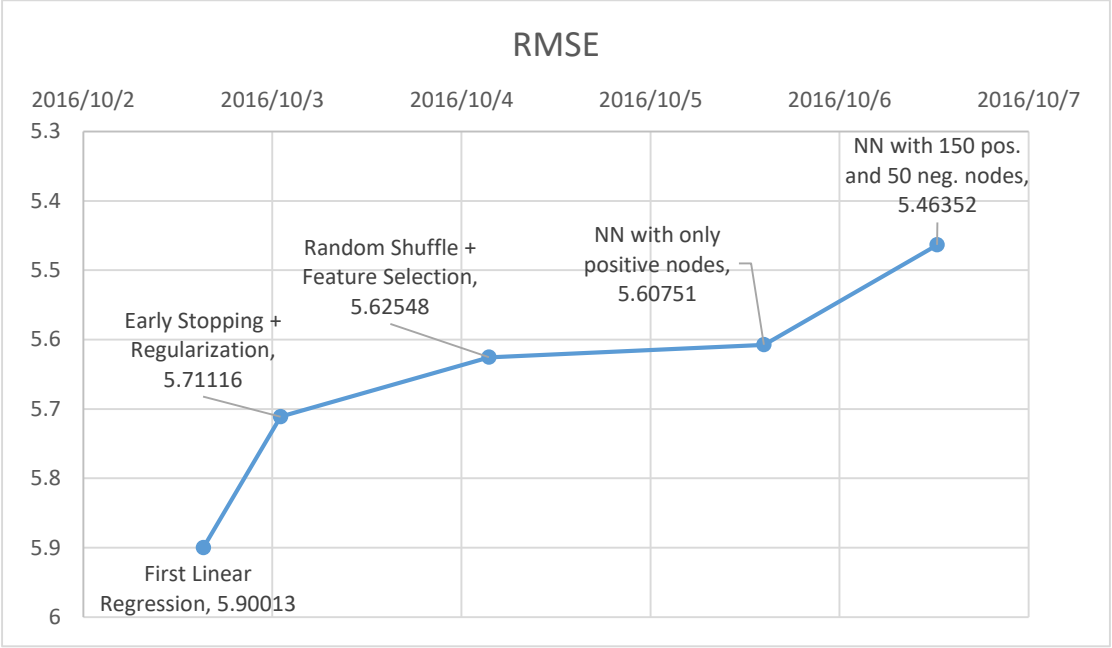 RMSE
2016/10/2 2016/10/3 2016/10/4 2016/10/5 2016/10/6 2016/10/7
5.3
5.4
5.5
5.6
5.7
5.8
5.9
6
First Linear
Regression, 5.90013
Early Stopping +
Regularization,
5.71116
Random Shuffle +
Feature Selection,
5.62548
NN with only
positive nodes,
5.60751
NN with 150 pos.
and 50 neg. nodes,
5.46352